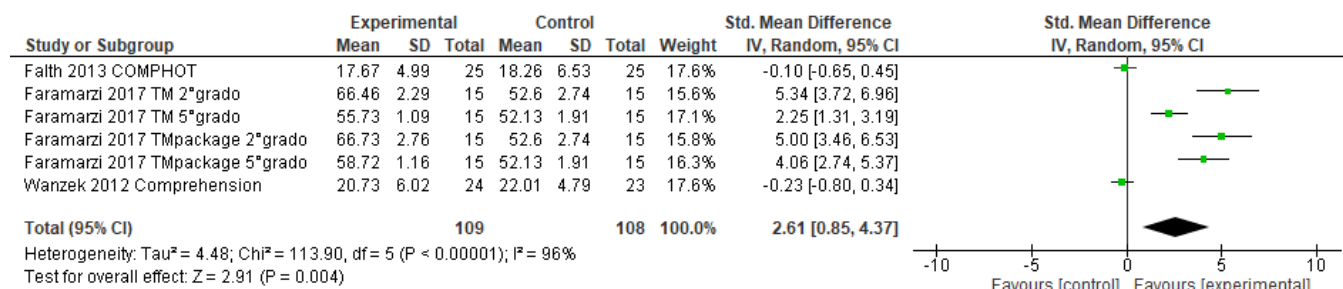 Experimental Control Std. Mean Difference Std. Mean Difference
Study or Subgroup Mean SD Total Mean SD Total Weight IV, Random, 95% CI IV, Random, 95% CI
Falth 2013 COMPHOT 17.67 4.99 25 18.26 6.53 25 17.6% -0.10 [-0.65, 0.45]
Faramarzi 2017 TM 2°grado 66.46 2.29 15 52.6 2.74 15 15.6% 5.34 [3.72, 6.96]
Faramarzi 2017 TM 5°grado 55.73 1.09 15 52.13 1.91 15 17.1% 2.25 [1.31, 3.19]
Faramarzi 2017 TMpackage 2°grado 66.73 2.76 15 52.6 2.74 15 15.8% 5.00 [3.46, 6.53]
Faramarzi 2017 TMpackage 5°grado 58.72 1.16 15 52.13 1.91 15 16.3% 4.06 [2.74, 5.37]
Wanzek 2012 Comprehension 20.73 6.02 24 22.01 4.79 23 17.6% -0.23 [-0.80, 0.34]
Total (95% CI) 109 108 100.0% 2.61 [0.85, 4.37]
Heterogeneity: Tau² = 4.48; Chi² = 113.90, df = 5 (P < 0.00001); I² = 96%
Test for overall effect: Z = 2.91 (P = 0.004)
-10 -5 0 5 10
Favours [control] Favours [experimental]